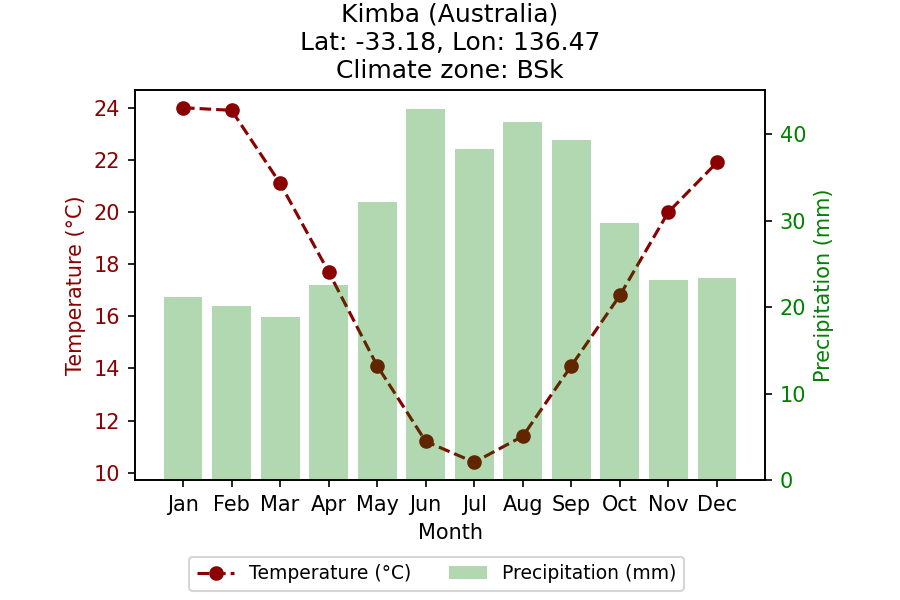 Kimba (Australia)
Lat: -33.18, Lon: 136.47
Climate zone: BSk
Temperature (°C)
24
22
20
18
16
14
12
10
Precipitation (mm)
40
30
20
10
0
Jan Feb Mar Apr May Jun Jul Aug Sep Oct Nov Dec
Month
Temperature (°C) Precipitation (mm)